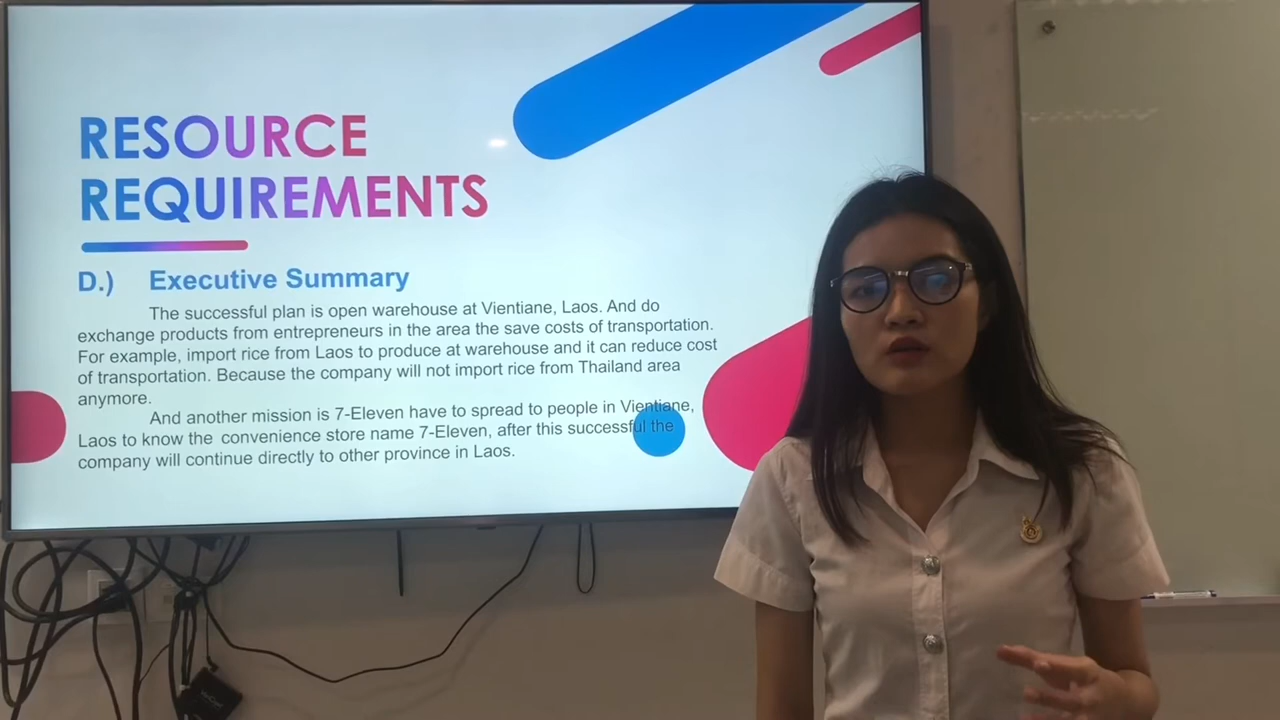 RESOURCE
REQUIREMENTS
D.) Executive Summary
The successful plan is open warehouse at Vientiane, Laos. And do
exchange products from entrepreneurs in the area the save costs of transportation.
For example, import rice from Laos to produce at warehouse and it can reduce cost
of transportation. Because the company will not import rice from Thailand area
anymore.
And another mission is 7-Eleven have to spread to people in Vientiane,
Laos to know the convenience store name 7-Eleven, after this successful the
company will continue directly to other province in Laos.